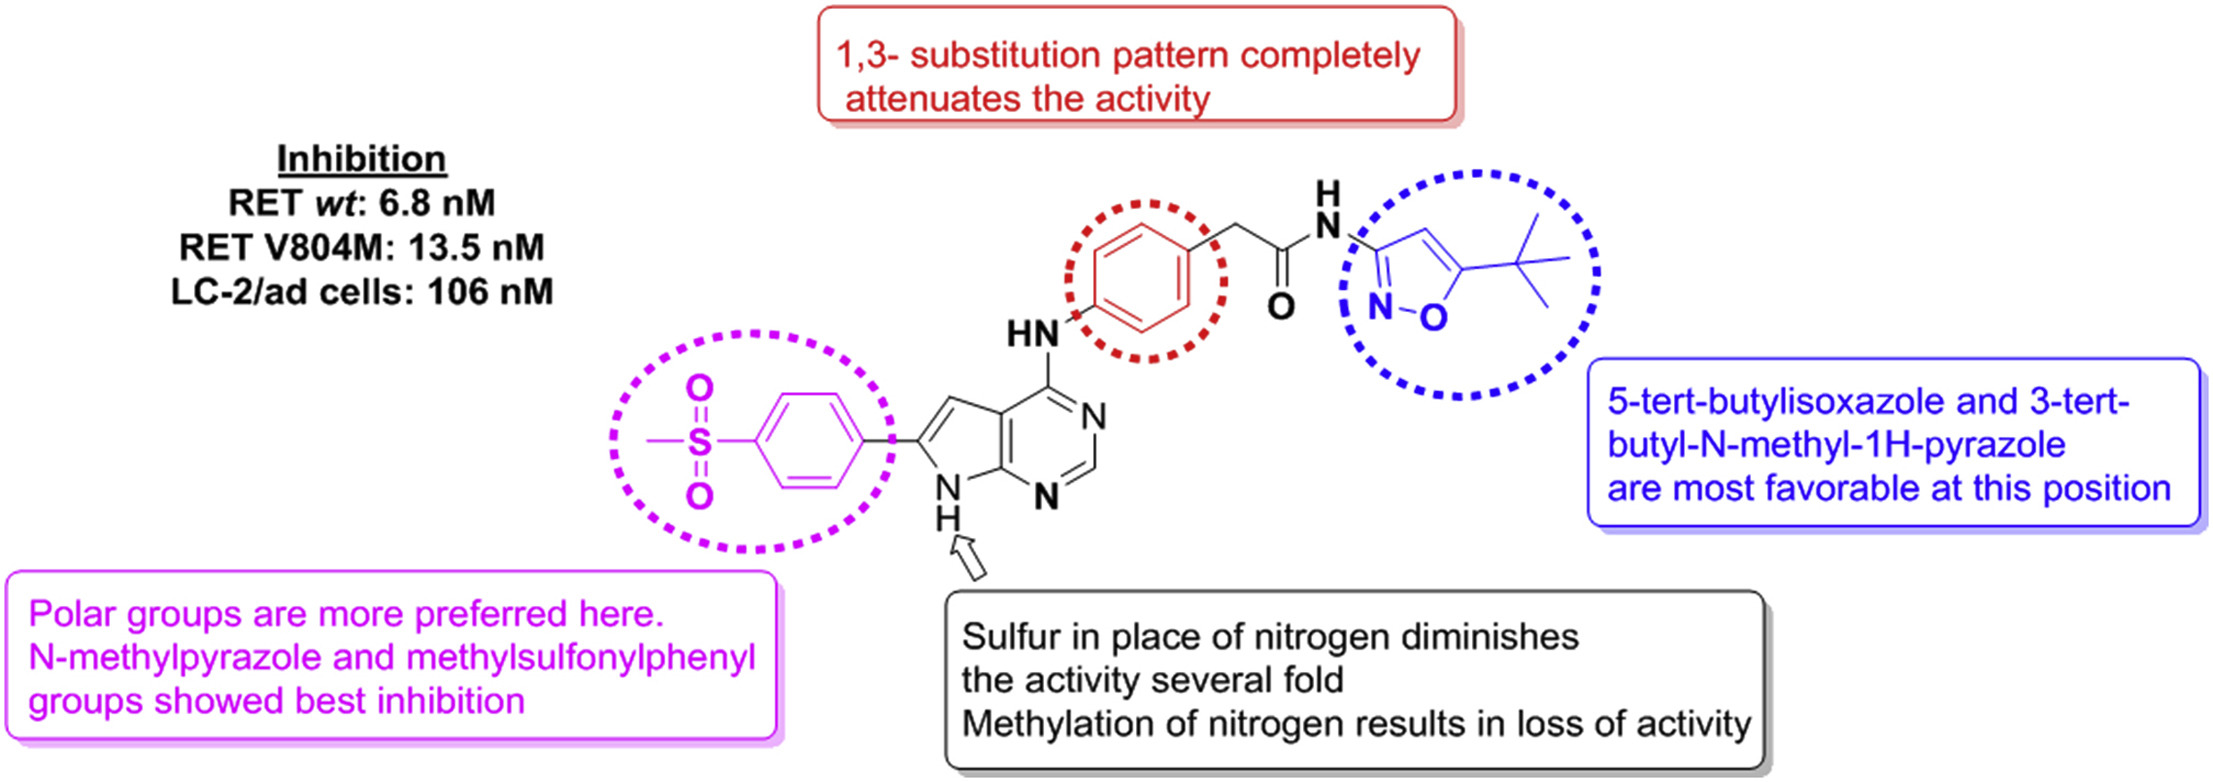 1,3- substitution pattern completely
attenuates the activity
Inhibition
RET wt: 6.8 nM
RET V804M: 13.5 nM
LC-2/ad cells: 106 nM
H
N
O
N
O
HN
O
S
O
N
N
N
H
5-tert-butylisoxazole and 3-tert-
butyl-N-methyl-1H-pyrazole
are most favorable at this position
Polar groups are more preferred here.
N-methylpyrazole and methylsulfonylphenyl
groups showed best inhibition
Sulfur in place of nitrogen diminishes
the activity several fold
Methylation of nitrogen results in loss of activity